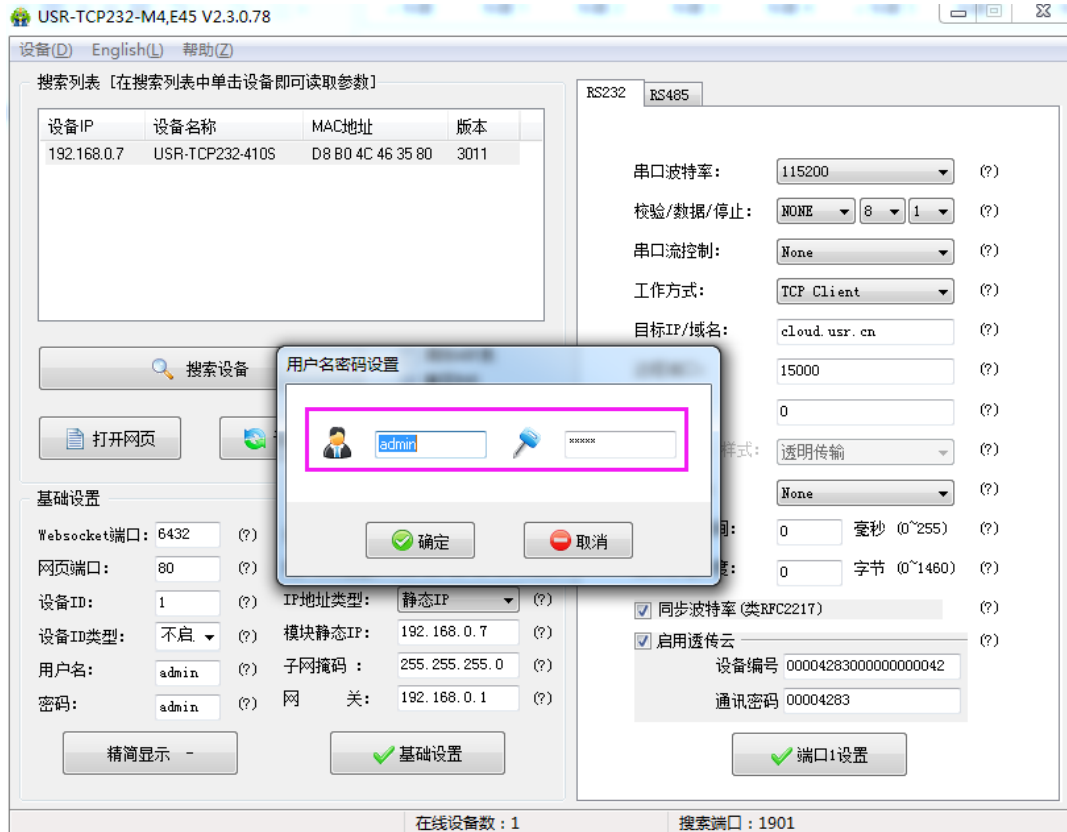 USR-TCP232-M4,E45 V2.3.0.78
设备(D) English(L) 帮助(Z)
搜索列表 [在搜索列表中单击设备即可读取参数]
设备IP 设备名称 MAC地址 版本
192.168.0.7 USR-TCP232-410S D8 B0 4C 46 35 80 3011
搜索设备
打开网页
基础设置
Websocket端口: 6432 (?)
网页端口: 80 (?)
设备ID: 1 (?)
设备ID类型: 不启 (?)
用户名: admin (?)
密码: admin (?)
IP地址类型: 静态IP (?)
模块静态IP: 192.168.0.7 (?)
子网掩码 : 255.255.255.0 (?)
网 关: 192.168.0.1 (?)
精简显示 -
基础设置
用户名密码设置
admin *****
确定 取消
RS232 RS485
串口波特率: 115200 (?)
校验/数据/停止: NONE 8 1 (?)
串口流控制: None (?)
工作方式: TCP Client (?)
目标IP/域名: cloud.usr.cn (?)
15000 (?)
0 (?)
样式: 透明传输 (?)
None (?)
间: 0 毫秒 (0~255) (?)
度: 0 字节 (0~1460) (?)
同步波特率(类RFC2217) (?)
启用透传云 (?)
设备编号 00004283000000000042
通讯密码 00004283
端口1设置
在线设备数:1 搜索端口:1901